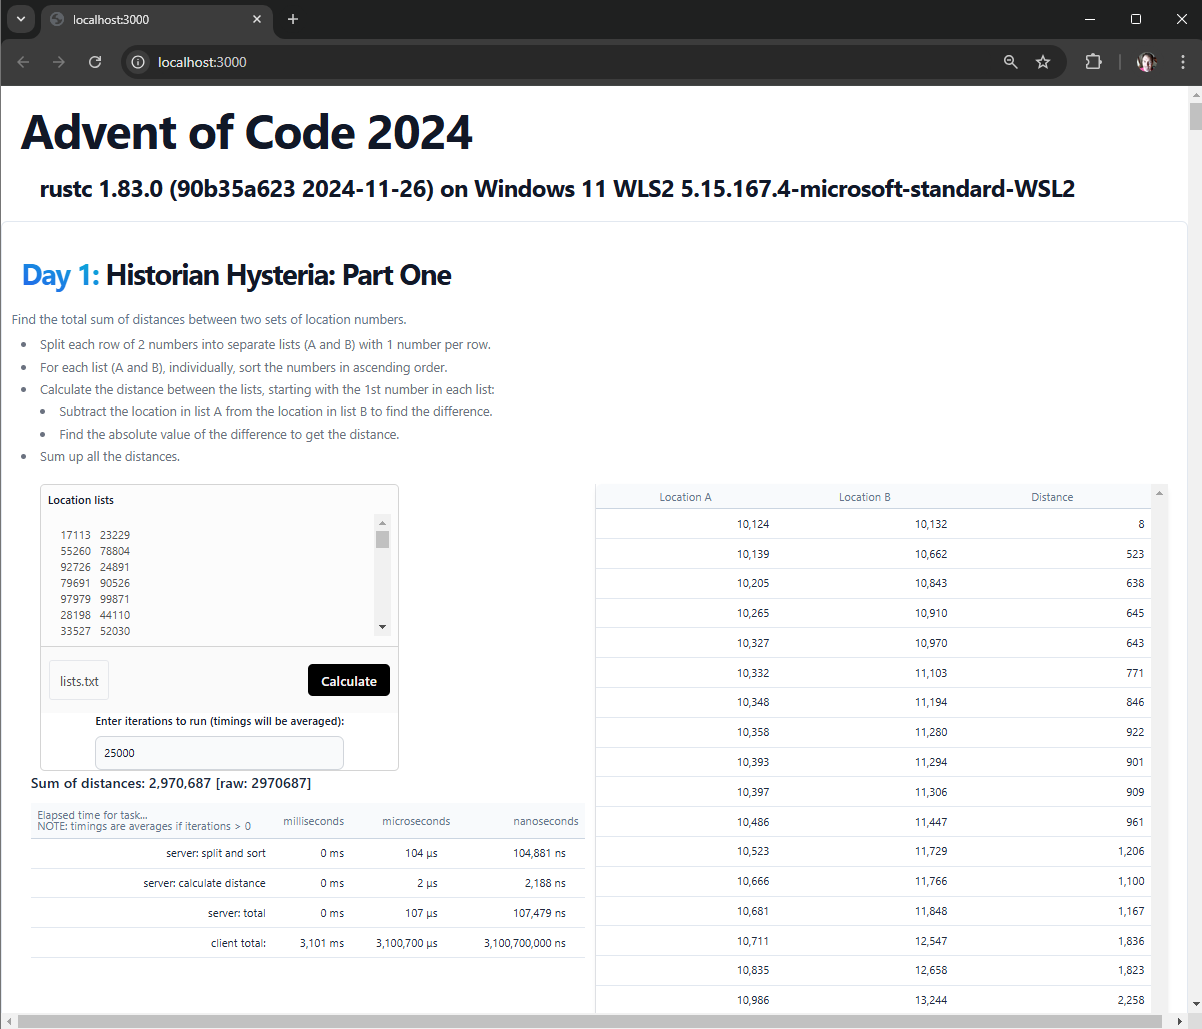 localhost:3000
localhost:3000
Advent of Code 2024
rustc 1.83.0 (90b35a623 2024-11-26) on Windows 11 WLS2 5.15.167.4-microsoft-standard-WSL2
Day 1: Historian Hysteria: Part One
Find the total sum of distances between two sets of location numbers.
Split each row of 2 numbers into separate lists (A and B) with 1 number per row.
For each list (A and B), individually, sort the numbers in ascending order.
Calculate the distance between the lists, starting with the 1st number in each list:
Subtract the location in list A from the location in list B to find the difference.
Find the absolute value of the difference to get the distance.
Sum up all the distances.
Location lists
17113 23229
55260 78804
92726 24891
79691 90526
97979 99871
28198 44110
33527 52030
lists.txt
Calculate
Enter iterations to run (timings will be averaged):
25000
Sum of distances: 2,970,687 [raw: 2970687]
Elapsed time for task...
NOTE: timings are averages if iterations > 0
milliseconds microseconds nanoseconds
server: split and sort 0 ms 104 µs 104,881 ns
server: calculate distance 0 ms 2 µs 2,188 ns
server: total 0 ms 107 µs 107,479 ns
client total: 3,101 ms 3,100,700 µs 3,100,700,000 ns
Location A Location B Distance
10,124 10,132 8
10,139 10,662 523
10,205 10,843 638
10,265 10,910 645
10,327 10,970 643
10,332 11,103 771
10,348 11,194 846
10,358 11,280 922
10,393 11,294 901
10,397 11,306 909
10,486 11,447 961
10,523 11,729 1,206
10,666 11,766 1,100
10,681 11,848 1,167
10,711 12,547 1,836
10,835 12,658 1,823
10,986 13,244 2,258